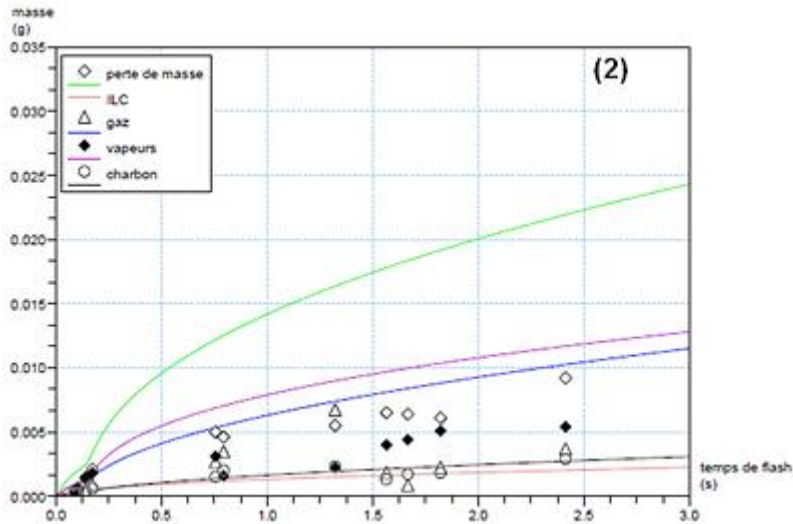 masse
(g)
0.035
(2)
perte de masse
ILC
gaz
vapeurs
charbon
0.030
0.025
0.020
0.015
0.010
0.005
0.000
temps de flash
(s)
0.0
0.5
1.0
1.5
2.0
2.5
3.0